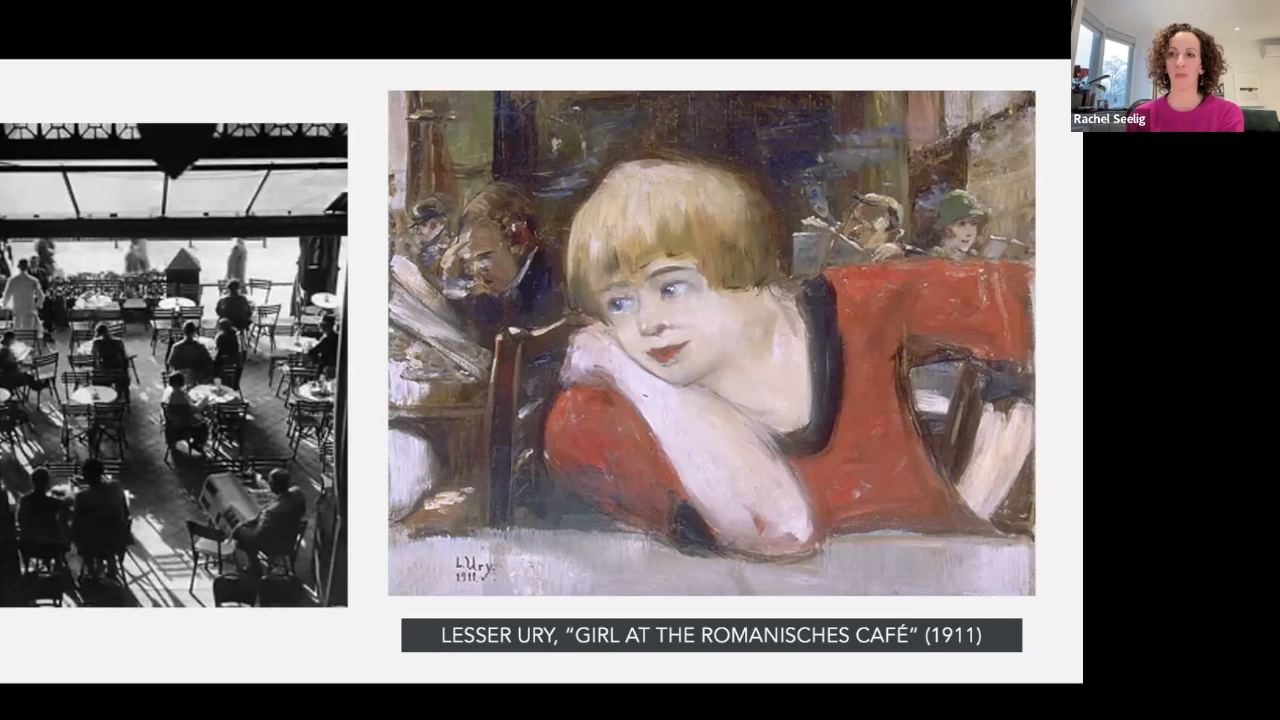 Rachel Seelig
L.Ury.
1911.
LESSER URY, “GIRL AT THE ROMANISCHES CAFÉ” (1911)